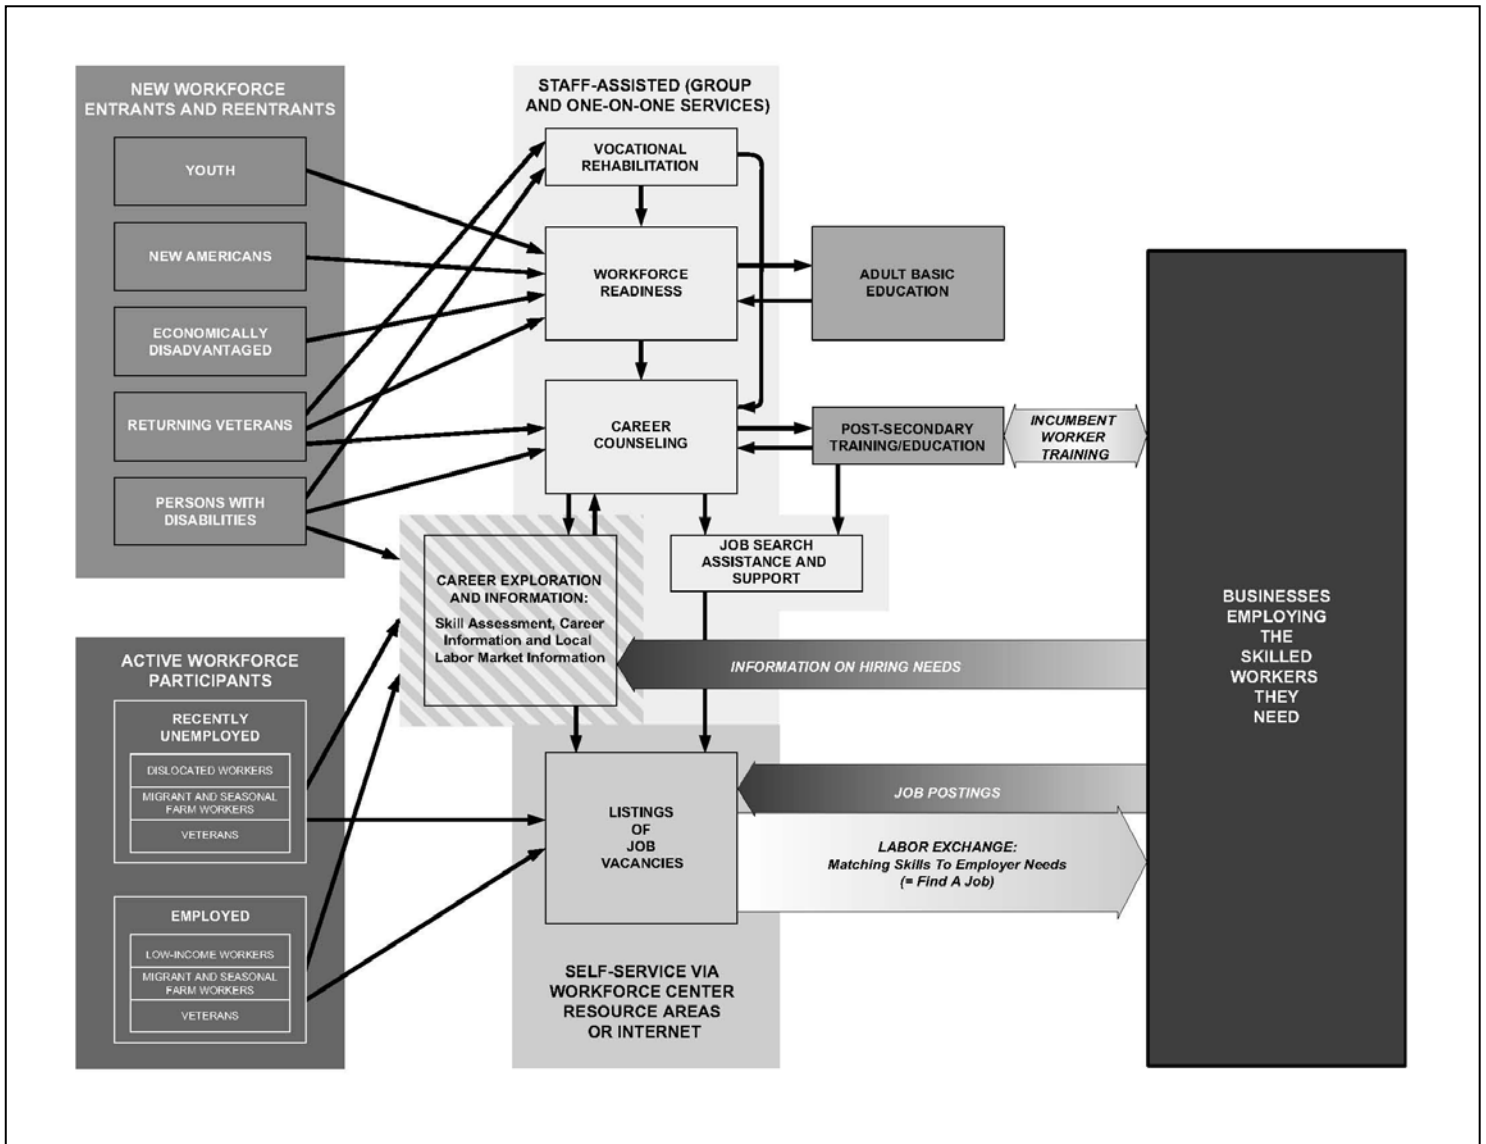 NEW WORKFORCE
ENTRANTS AND REENTRANTS
YOUTH
NEW AMERICANS
ECONOMICALLY
DISADVANTAGED
RETURNING VETERANS
PERSONS WITH
DISABILITIES
ACTIVE WORKFORCE
PARTICIPANTS
RECENTLY
UNEMPLOYED
DISLOCATED WORKERS
MIGRANT AND SEASONAL
FARM WORKERS
VETERANS
EMPLOYED
LOW-INCOME WORKERS
MIGRANT AND SEASONAL
FARM WORKERS
VETERANS
STAFF-ASSISTED (GROUP
AND ONE-ON-ONE SERVICES)
VOCATIONAL
REHABILITATION
WORKFORCE
READINESS
CAREER
COUNSELING
CAREER EXPLORATION
AND INFORMATION:
Skill Assessment, Career
Information and Local
Labor Market Information
JOB SEARCH
ASSISTANCE AND
SUPPORT
LISTINGS
OF
JOB
VACANCIES
SELF-SERVICE VIA
WORKFORCE CENTER
RESOURCE AREAS
OR INTERNET
ADULT BASIC
EDUCATION
POST-SECONDARY
TRAINING/EDUCATION
INCUMBENT
WORKER
TRAINING
INFORMATION ON HIRING NEEDS
JOB POSTINGS
LABOR EXCHANGE:
Matching Skills To Employer Needs
(= Find A Job)
BUSINESSES
EMPLOYING
THE
SKILLED
WORKERS
THEY
NEED